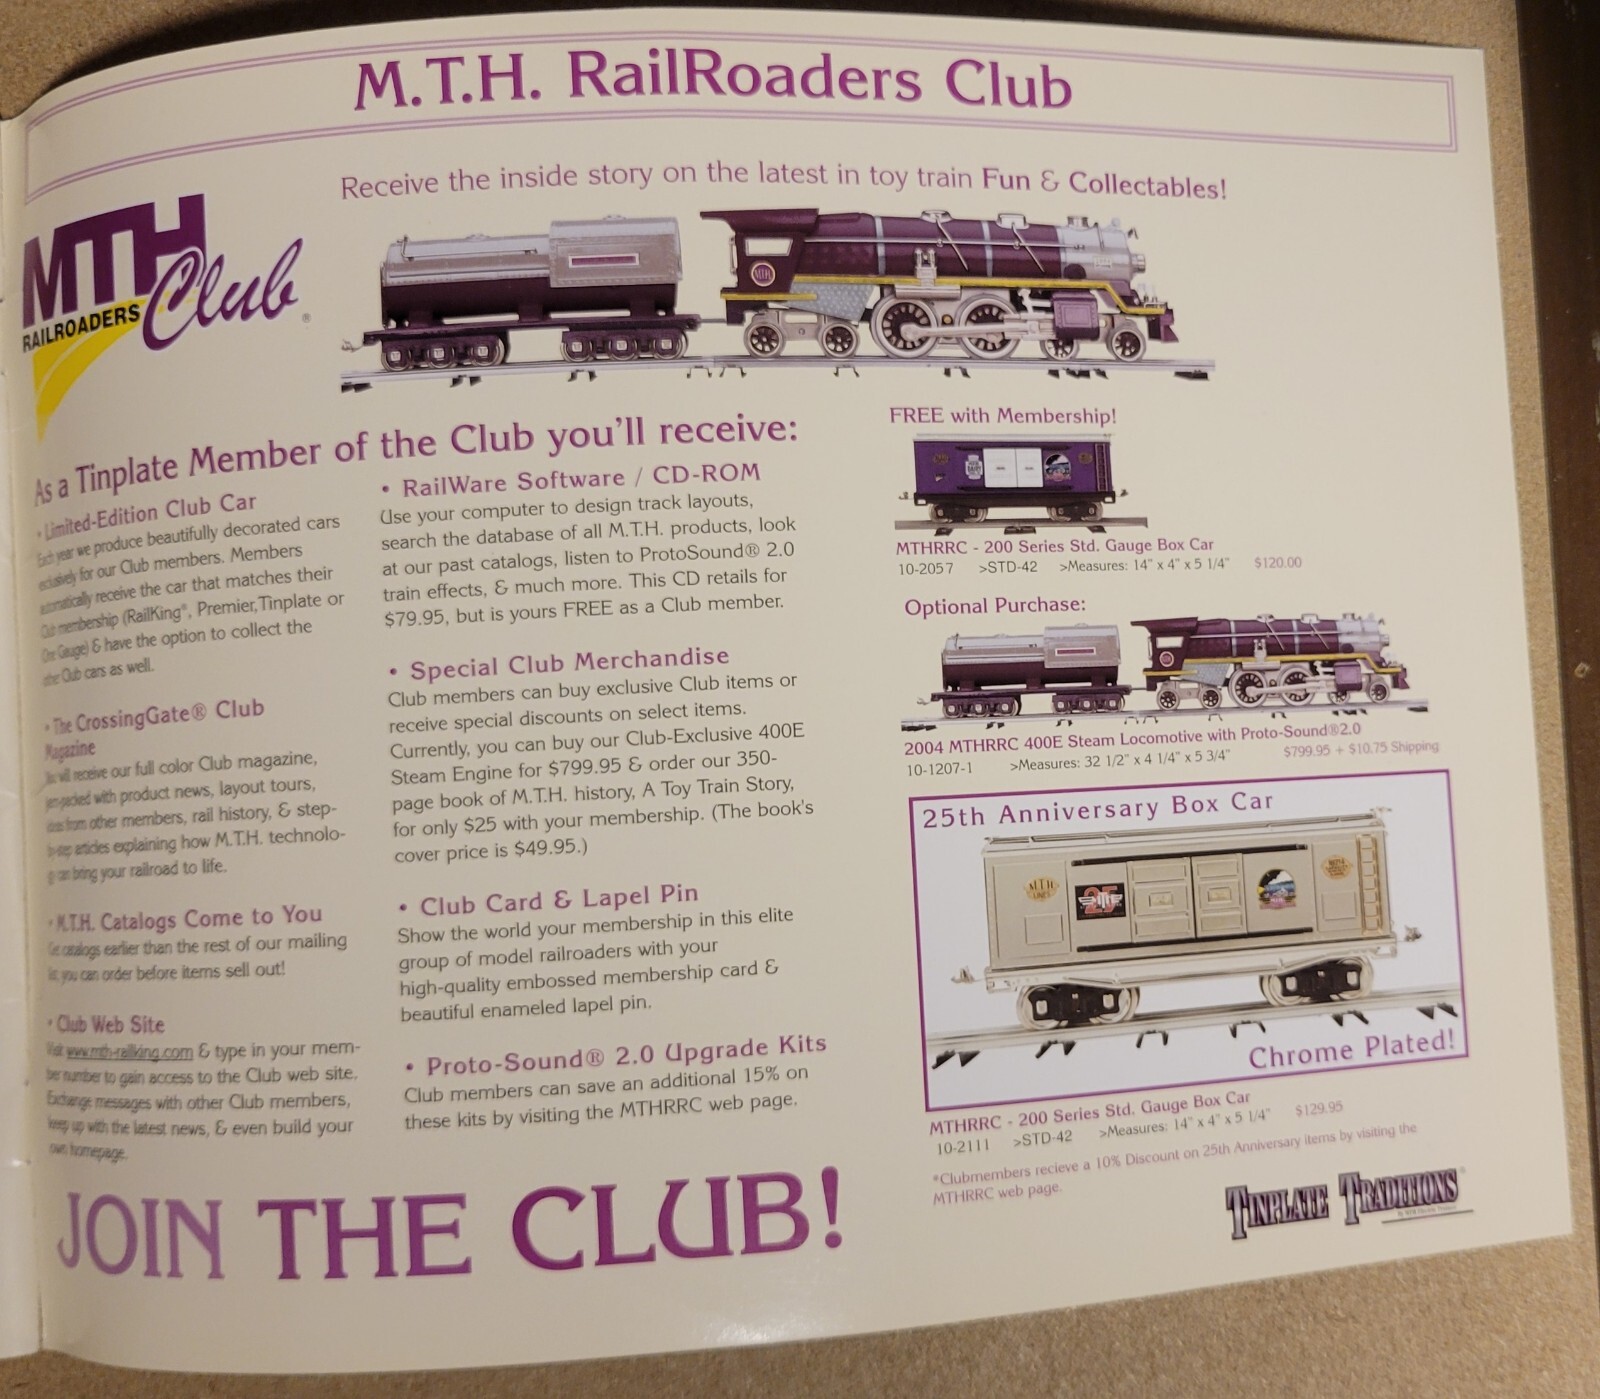 M.T.H. RailRoaders Club
Receive the inside story on the latest in toy train Fun & Collectables!
MTH
RAILROADERS
Club®
As a Tinplate Member of the Club you'll receive:
• Limited-Edition Club Car
Each year we produce beautifully decorated cars
exclusively for our Club members. Members
automatically receive the car that matches their
Club membership (RailKing®, Premier, Tinplate or
One Gauge) & have the option to collect the
other Club cars as well.
• The CrossingGate® Club
Magazine
You will receive our full color Club magazine,
jam-packed with product news, layout tours,
ideas from other members, rail history, & step-
by-step articles explaining how M.T.H. technolo-
gy can bring your railroad to life.
• M.T.H. Catalogs Come to You
Get catalogs earlier than the rest of our mailing
list; you can order before items sell out!
• Club Web Site
Visit www.mth-railking.com & type in your mem-
ber number to gain access to the Club web site.
Exchange messages with other Club members,
keep up with the latest news, & even build your
own homepage.
• RailWare Software / CD-ROM
Use your computer to design track layouts,
search the database of all M.T.H. products, look
at our past catalogs, listen to ProtoSound® 2.0
train effects, & much more. This CD retails for
$79.95, but is yours FREE as a Club member.
• Special Club Merchandise
Club members can buy exclusive Club items or
receive special discounts on select items.
Currently, you can buy our Club-Exclusive 400E
Steam Engine for $799.95 & order our 350-
page book of M.T.H. history, A Toy Train Story,
for only $25 with your membership. (The book's
cover price is $49.95.)
• Club Card & Lapel Pin
Show the world your membership in this elite
group of model railroaders with your
high-quality embossed membership card &
beautiful enameled lapel pin.
• Proto-Sound® 2.0 Upgrade Kits
Club members can save an additional 15% on
these kits by visiting the MTHRRC web page.
JOIN THE CLUB!
FREE with Membership!
MTHRRC - 200 Series Std. Gauge Box Car
10-2057 >STD-42 >Measures: 14" x 4" x 5 1/4" $120.00
Optional Purchase:
2004 MTHRRC 400E Steam Locomotive with Proto-Sound®2.0
10-1207-1 >Measures: 32 1/2" x 4 1/4" x 5 3/4" $799.95 + $10.75 Shipping
25th Anniversary Box Car
MTH
LINES
25
Chrome Plated!
MTHRRC - 200 Series Std. Gauge Box Car
10-2111 >STD-42 >Measures: 14" x 4" x 5 1/4" $129.95
*Clubmembers recieve a 10% Discount on 25th Anniversary items by visiting the
MTHRRC web page.
TINPLATE TRADITIONS